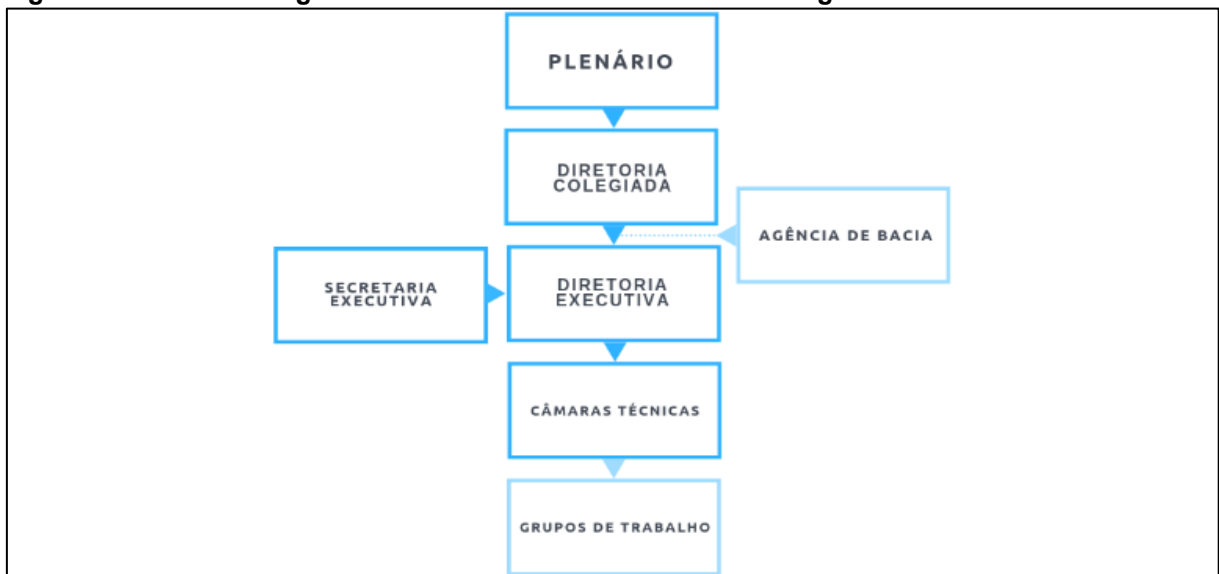 PLENÁRIO
DIRETORIA
COLEGIADA
AGÊNCIA DE BACIA
SECRETARIA
EXECUTIVA
DIRETORIA
EXECUTIVA
CÂMARAS TÉCNICAS
GRUPOS DE TRABALHO